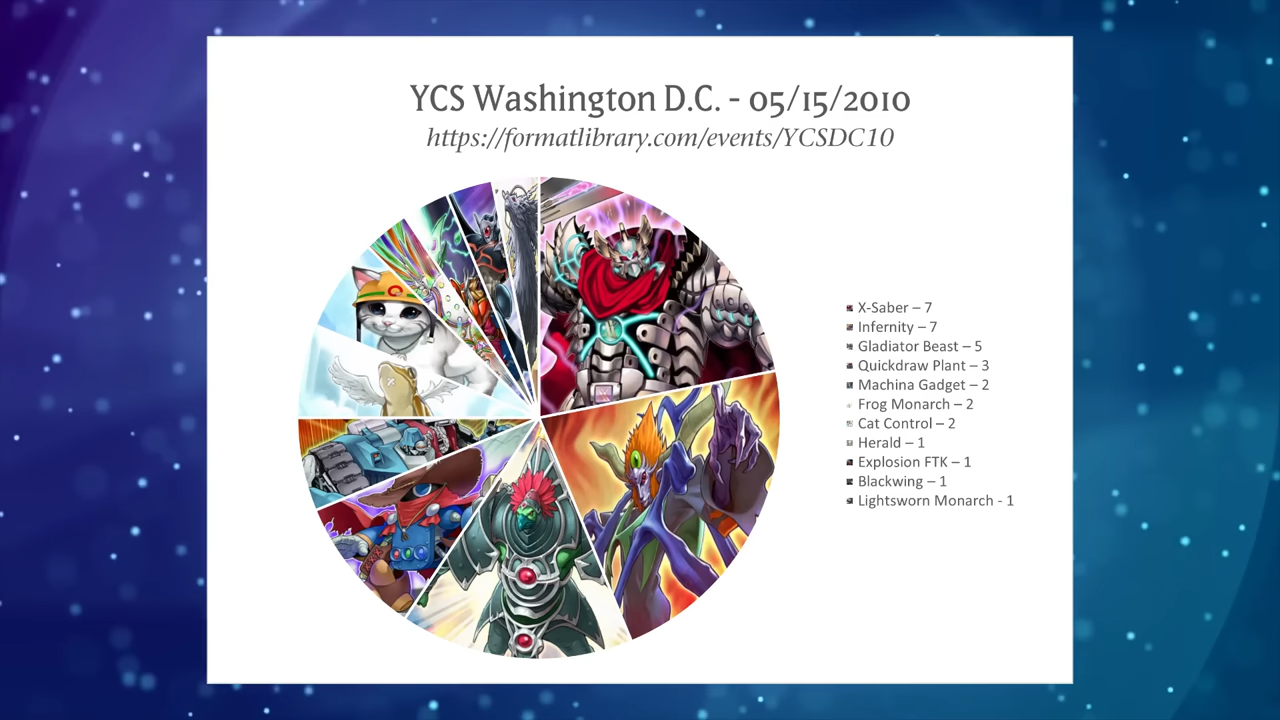 YCS Washington D.C. - 05/15/2010
https://formatlibrary.com/events/YCSDC10
X-Saber – 7
Infernity – 7
Gladiator Beast – 5
Quickdraw Plant – 3
Machina Gadget – 2
Frog Monarch – 2
Cat Control – 2
Herald – 1
Explosion FTK – 1
Blackwing – 1
Lightsworn Monarch - 1